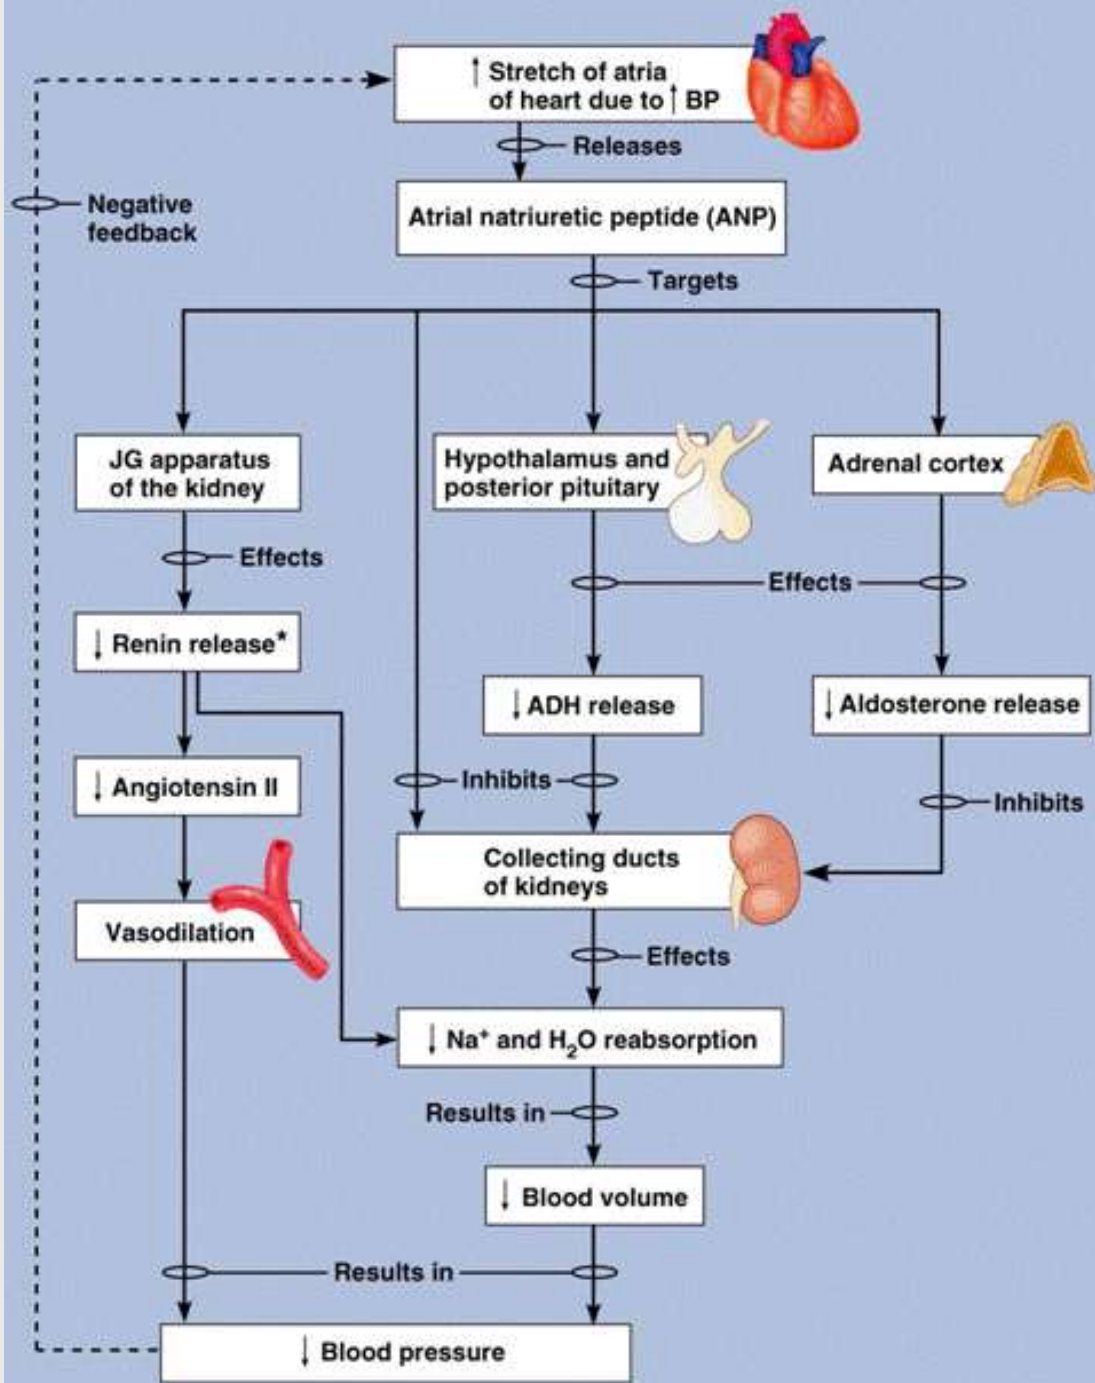 ↑ Stretch of atria
of heart due to ↑ BP
Releases
Negative
feedback
Atrial natriuretic peptide (ANP)
Targets
JG apparatus
of the kidney
Hypothalamus and
posterior pituitary
Adrenal cortex
Effects
Effects
↓ Renin release*
↓ ADH release
↓ Aldosterone release
↓ Angiotensin II
Inhibits
Inhibits
Collecting ducts
of kidneys
Vasodilation
Effects
↓ Na⁺ and H₂O reabsorption
Results in
↓ Blood volume
Results in
↓ Blood pressure